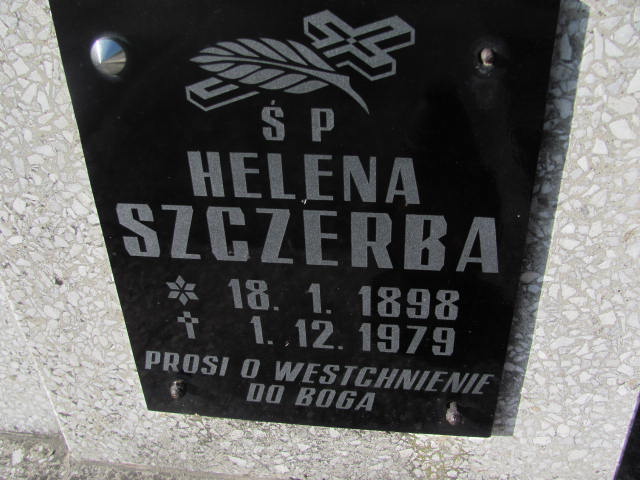 Ś P
HELENA
SZCZERBA
* 18. 1. 1898
† 1. 12. 1979
PROSI O WESTCHNIENIE
DO BOGA